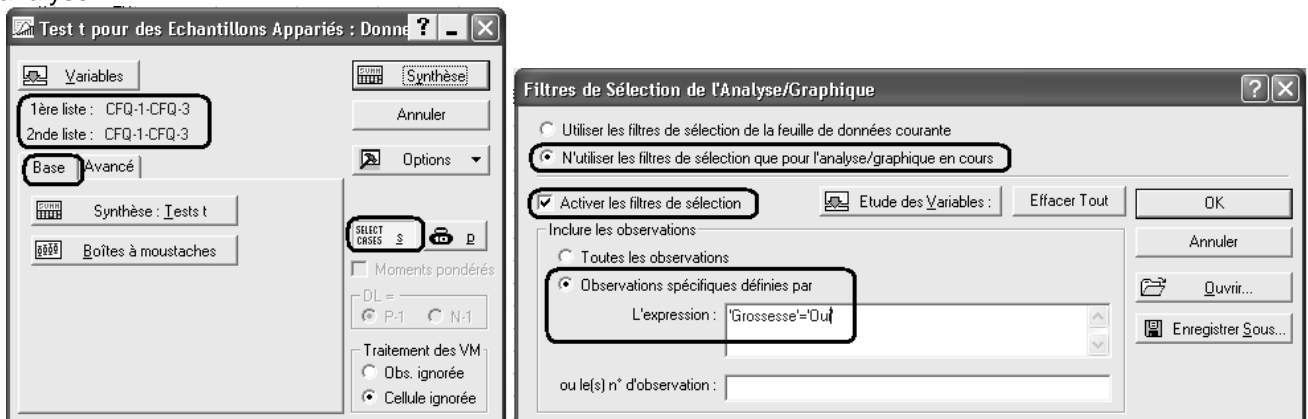 Test t pour des Echantillons Appariés : Donne
Variables
Synthèse
1ère liste : CFQ-1-CFQ-3
2nde liste : CFQ-1-CFQ-3
Annuler
Base
Avancé
Options
Synthèse : Tests t
Boîtes à moustaches
SELECT CASES S
D
Moments pondérés
DL =
P-1 N-1
Traitement des VM
Obs. ignorée
Cellule ignorée
Filtres de Sélection de l'Analyse/Graphique
Utiliser les filtres de sélection de la feuille de données courante
N'utiliser les filtres de sélection que pour l'analyse/graphique en cours
Activer les filtres de sélection
Etude des Variables :
Effacer Tout
OK
Inclure les observations
Annuler
Toutes les observations
Observations spécifiques définies par
Ouvrir...
L'expression : 'Grossesse'='Oui
Enregistrer Sous...
ou le(s) n° d'observation :